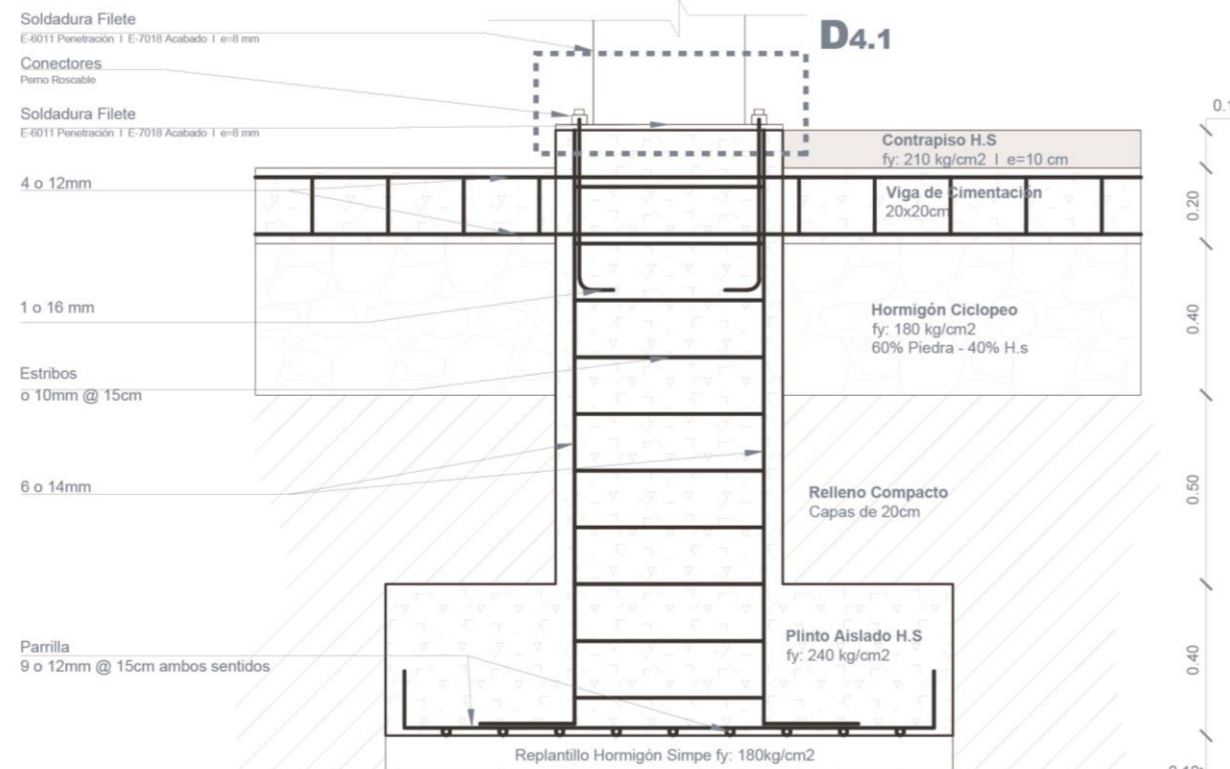 Soldadura Filete
E-6011 Penetración I E-7018 Acabado I e=8 mm
Conectores
Perno Roscable
Soldadura Filete
E-6011 Penetración I E-7018 Acabado I e=8 mm
4 o 12mm
1 o 16 mm
Estribos
o 10mm @ 15cm
6 o 14mm
Parrilla
9 o 12mm @ 15cm ambos sentidos
D4.1
Contrapiso H.S
fy: 210 kg/cm2 I e=10 cm
Viga de Cimentación
20x20cm
Hormigón Ciclopeo
fy: 180 kg/cm2
60% Piedra - 40% H.s
Relleno Compacto
Capas de 20cm
Plinto Aislado H.S
fy: 240 kg/cm2
Replantillo Hormigón Simpe fy: 180kg/cm2
0.20
0.40
0.50
0.40